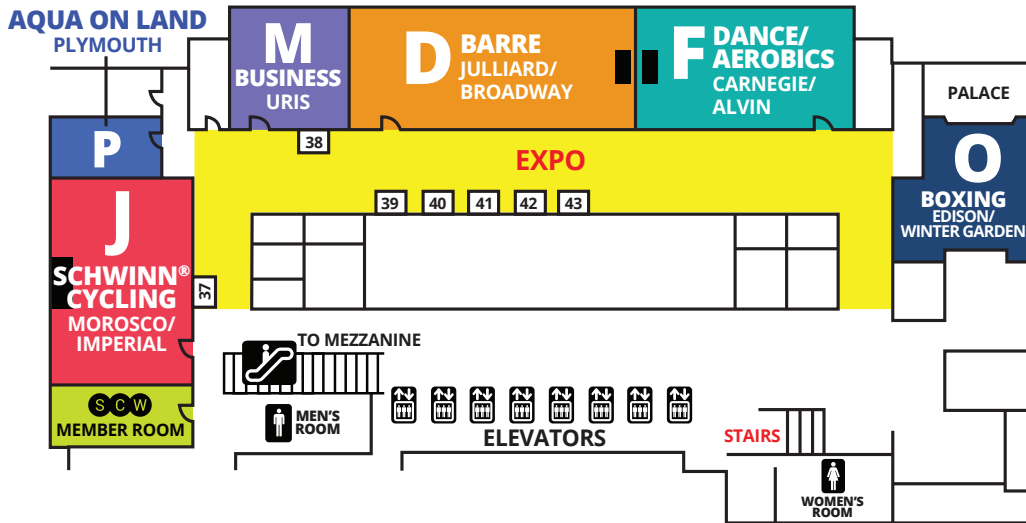 AQUA ON LAND
PLYMOUTH
P
M
BUSINESS
URIS
D
BARRE
JULLIARD/
BROADWAY
F
DANCE/
AEROBICS
CARNEGIE/
ALVIN
PALACE
O
BOXING
EDISON/
WINTER GARDEN
38
EXPO
39
40
41
42
43
J
SCHWINN®
CYCLING
MOROSCO/
IMPERIAL
37
TO MEZZANINE
SCW
MEMBER ROOM
MEN'S
ROOM
ELEVATORS
STAIRS
WOMEN'S
ROOM